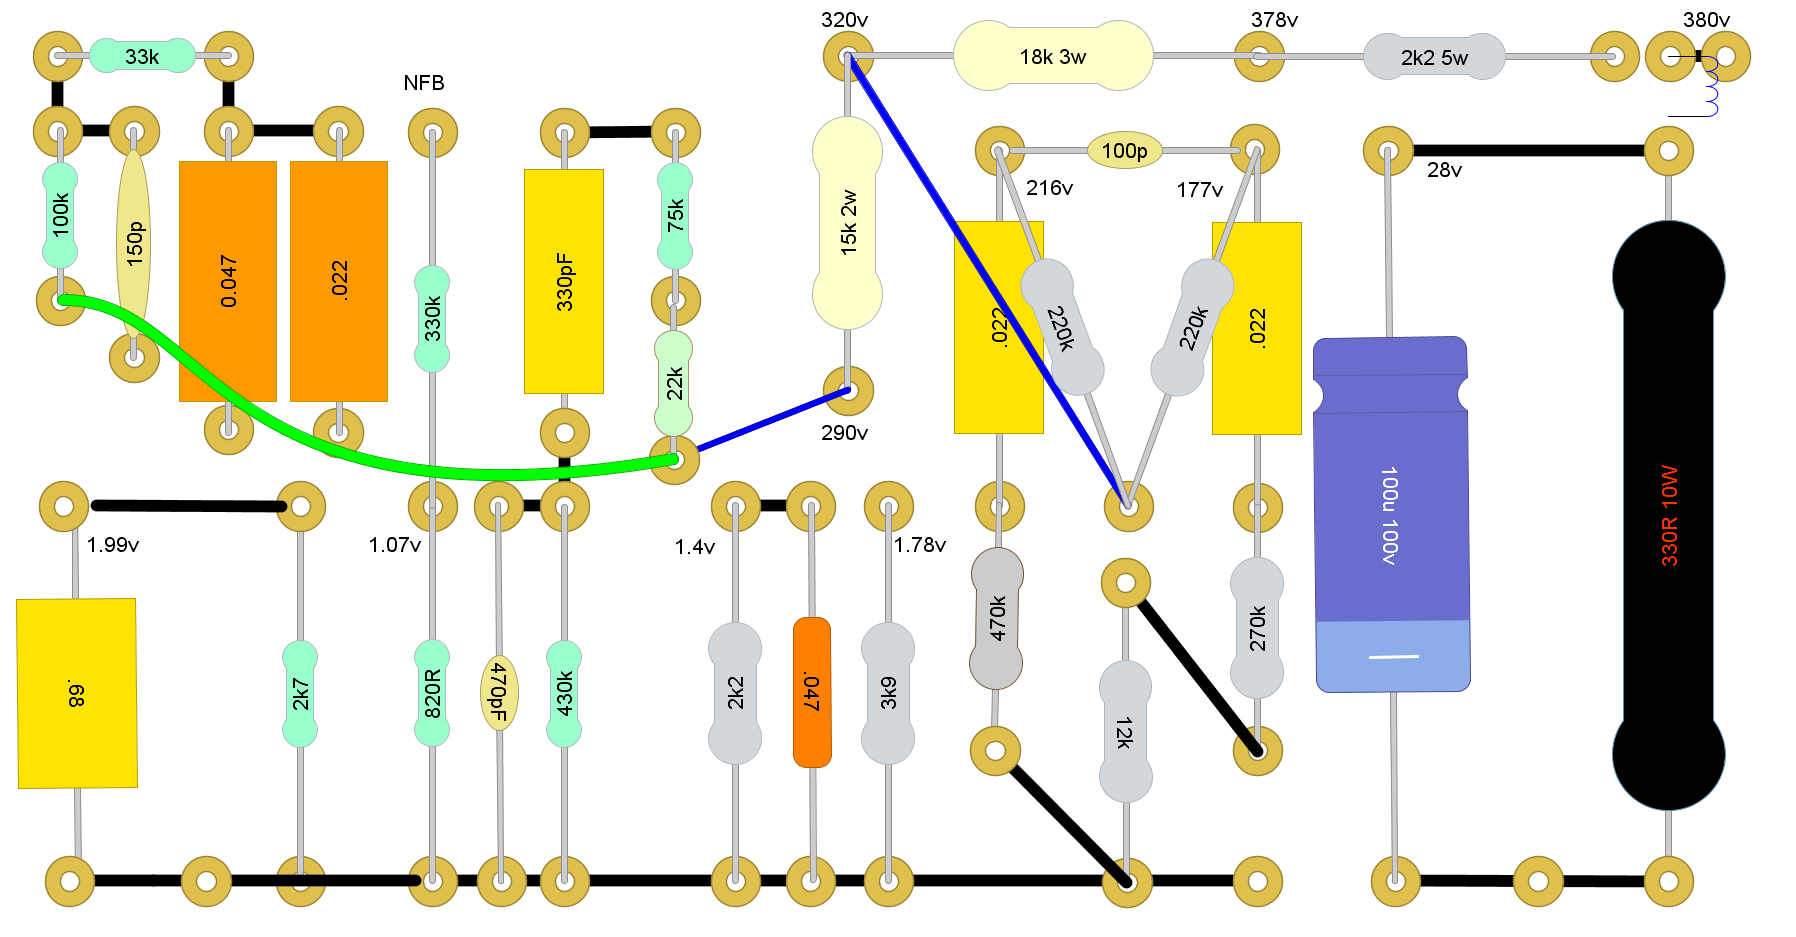 320v
378v
380v
33k
18k 3w
2k2 5w
NFB
100p
28v
216v
177v
100k
150p
0.047
.022
330k
330pF
75k
15k 2w
22k
.022
220k
220k
.022
290v
100u 100v
330R 10W
1.99v
1.07v
1.4v
1.78v
470k
270k
.68
2k7
820R
470pF
430k
2k2
.047
3k9
12k